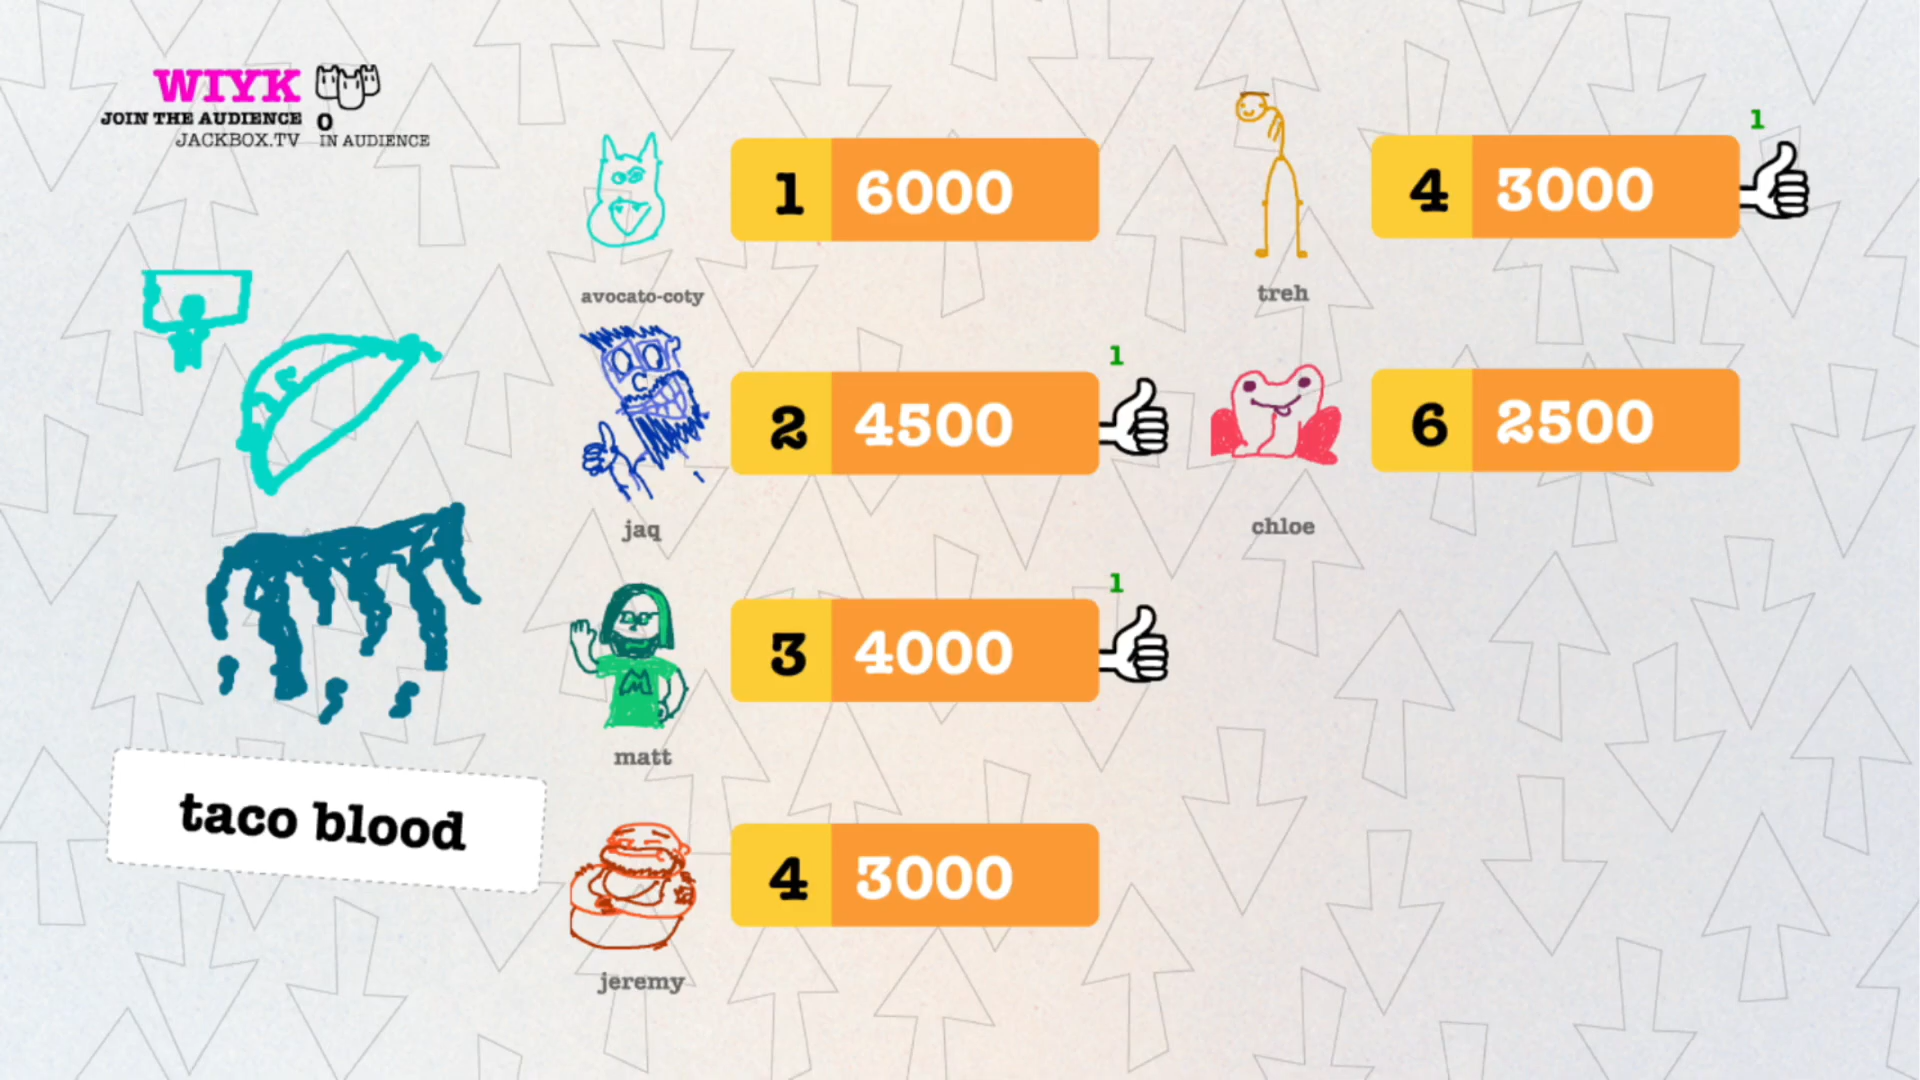 WIYK
JOIN THE AUDIENCE
JACKBOX.TV
0
IN AUDIENCE
taco blood
1 6000
avocato-coty
2 4500
1
jaq
3 4000
1
M
matt
4 3000
jeremy
4 3000
1
treh
6 2500
chloe